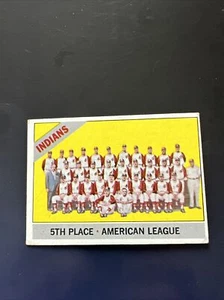 INDIANS
5TH PLACE · AMERICAN LEAGUE